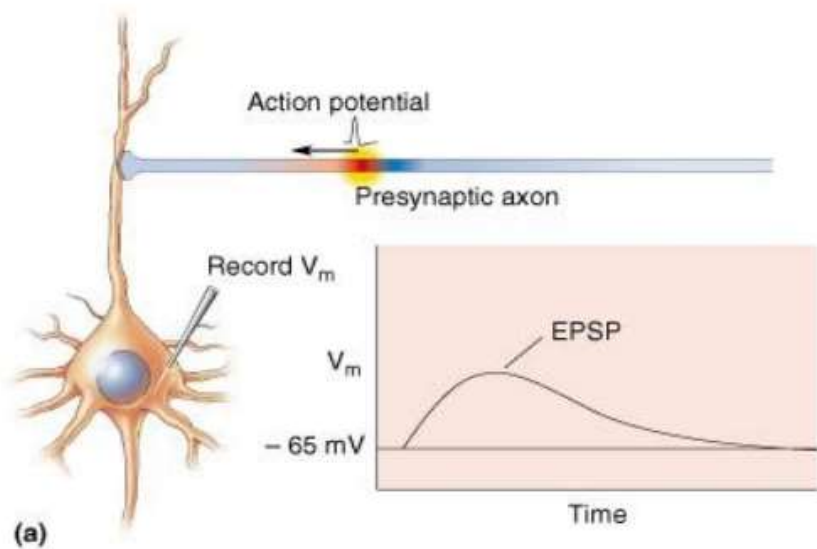 Action potential
Presynaptic axon
Record Vm
EPSP
Vm
– 65 mV
Time
(a)